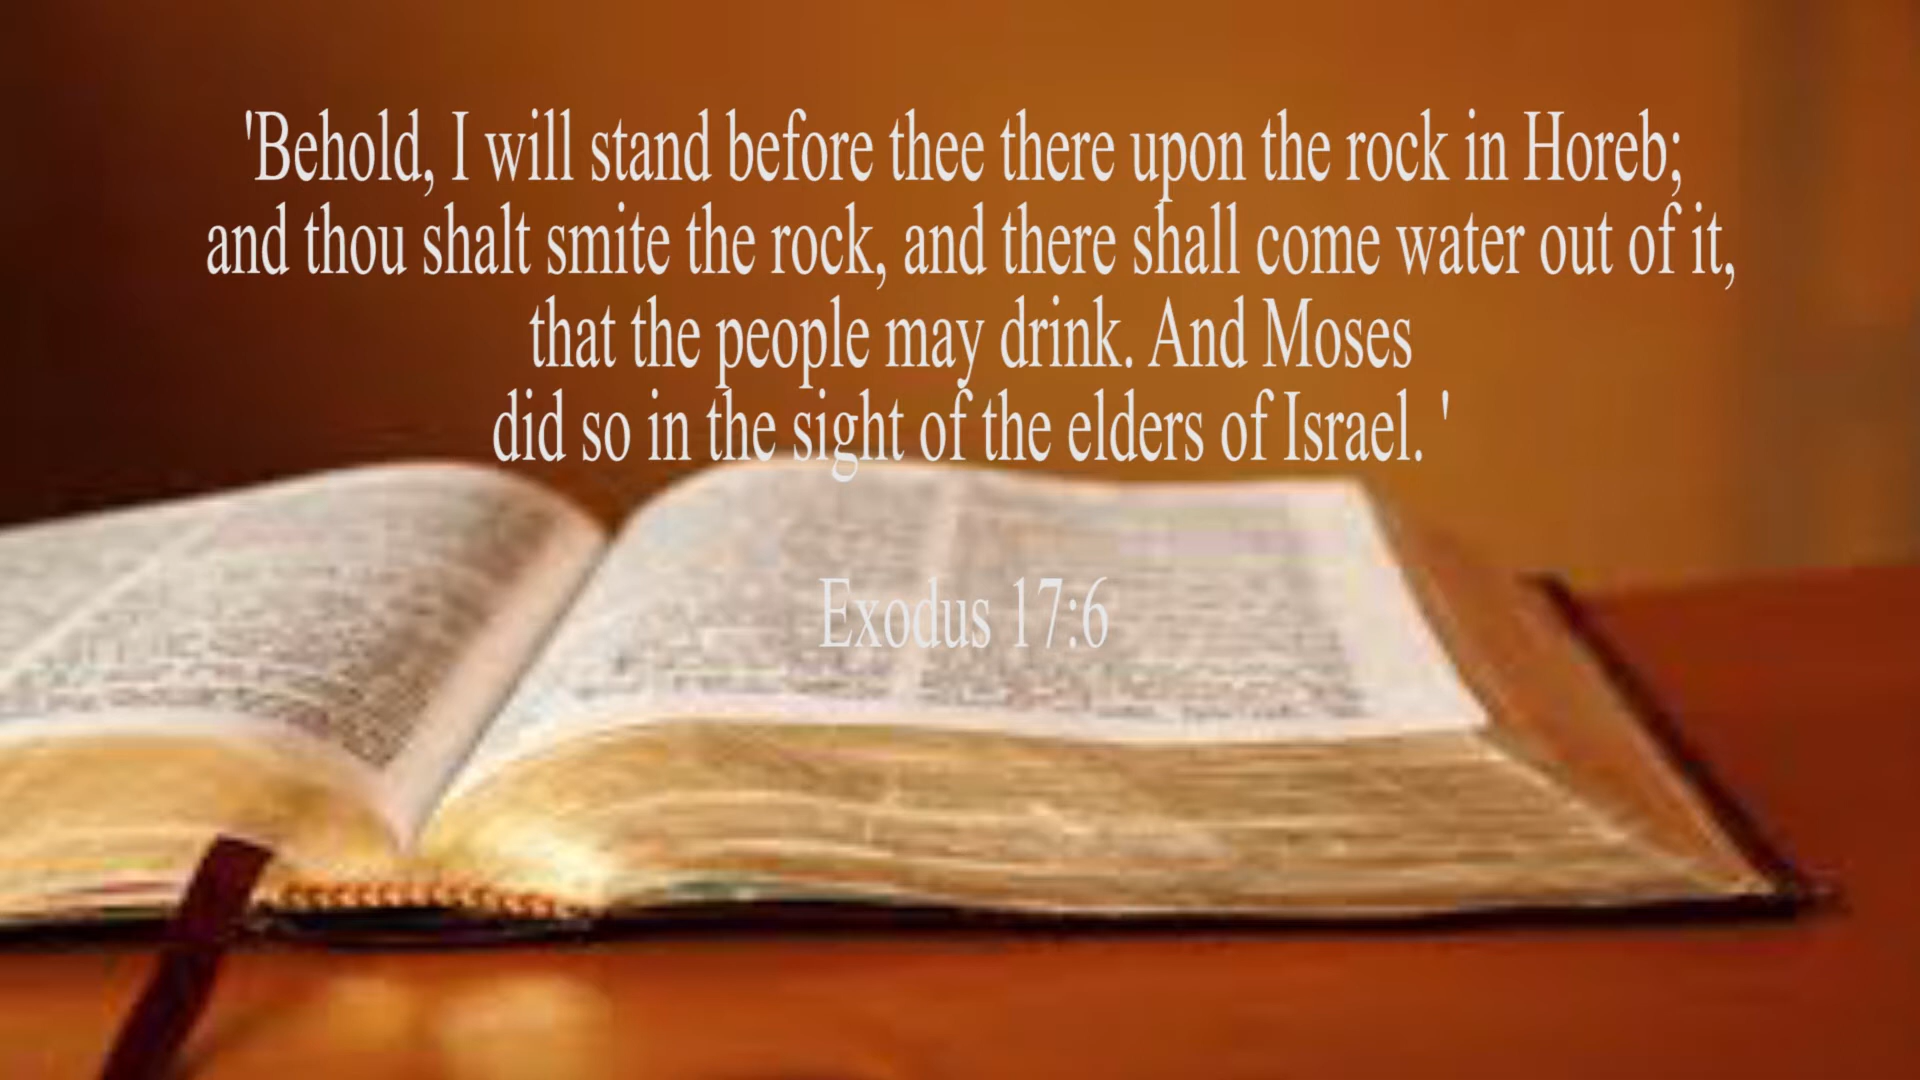 'Behold, I will stand before thee there upon the rock in Horeb;
and thou shalt smite the rock, and there shall come water out of it,
that the people may drink. And Moses
did so in the sight of the elders of Israel. '
Exodus 17:6